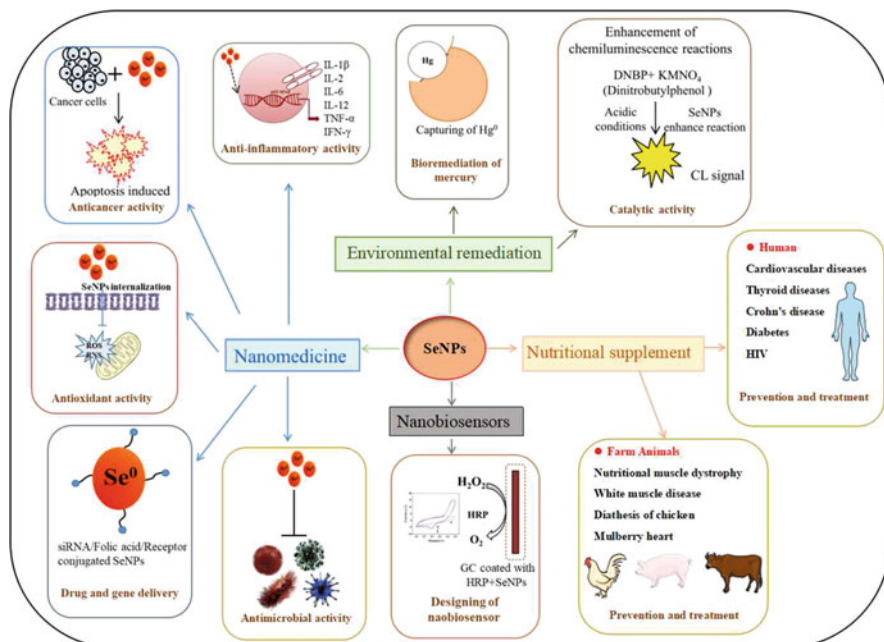 Cancer cells
Apoptosis induced
Anticancer activity
IL-1β
IL-2
IL-6
IL-12
TNF-α
IFN-γ
Anti-inflammatory activity
Hg
Capturing of Hg⁰
Bioremediation of
mercury
Enhancement of
chemiluminescence reactions
DNBP+ KMNO₄
(Dinitrobutylphenol )
Acidic
conditions
SeNPs
enhance reaction
CL signal
Catalytic activity
Environmental remediation
SeNPs internalization
ROS
RNS
Antioxidant activity
Nanomedicine
SeNPs
Nutritional supplement
Human
Cardiovascular diseases
Thyroid diseases
Crohn's disease
Diabetes
HIV
Prevention and treatment
Nanobiosensors
Se⁰
siRNA/Folic acid/Receptor
conjugated SeNPs
Drug and gene delivery
Antimicrobial activity
H₂O₂
HRP
O₂
GC coated with
HRP+SeNPs
Designing of
naobiosensor
Farm Animals
Nutritional muscle dystrophy
White muscle disease
Diathesis of chicken
Mulberry heart
Prevention and treatment